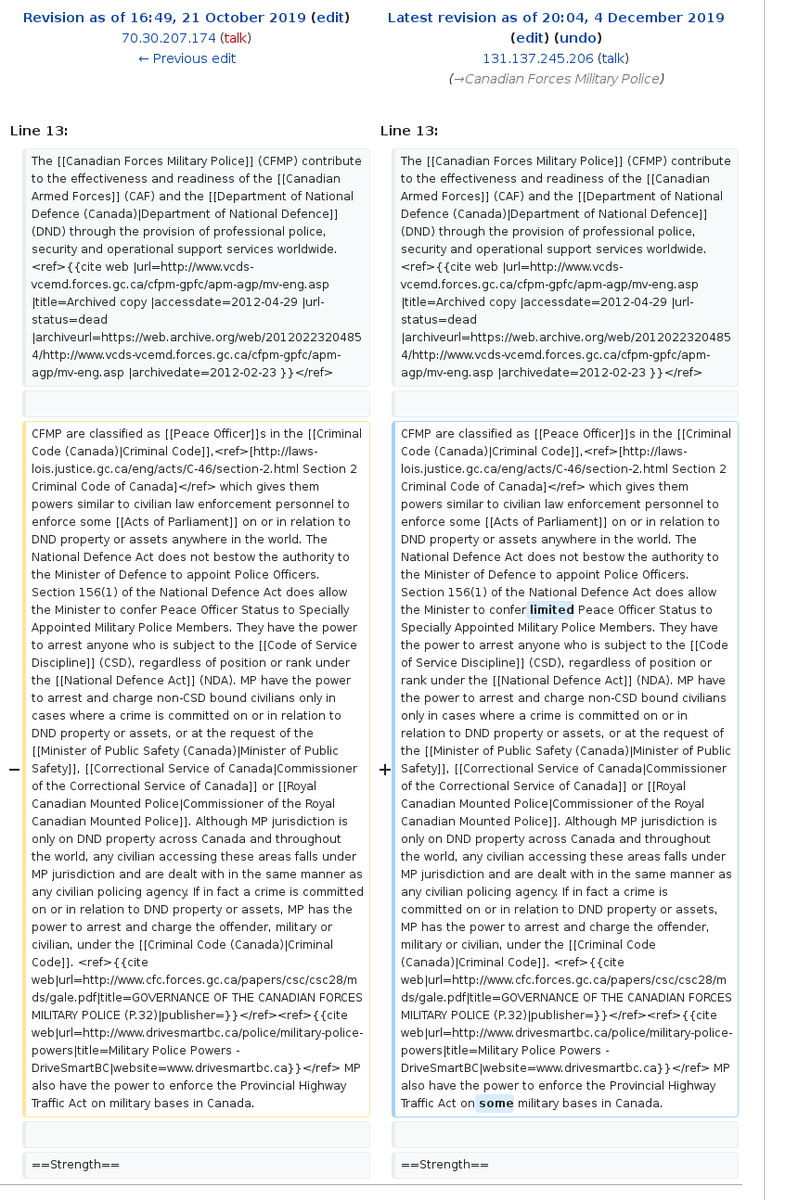 Revision as of 16:49, 21 October 2019 (edit)
70.30.207.174 (talk)
← Previous edit
Line 13:
The [[Canadian Forces Military Police]] (CFMP) contribute
to the effectiveness and readiness of the [[Canadian
Armed Forces]] (CAF) and the [[Department of National
Defence (Canada)|Department of National Defence]]
(DND) through the provision of professional police,
security and operational support services worldwide.
<ref>{{cite web |url=http://www.vcds-
vcemd.forces.gc.ca/cfpm-gpfc/apm-agp/mv-eng.asp
|title=Archived copy |accessdate=2012-04-29 |url-
status=dead
|archiveurl=https://web.archive.org/web/2012022320485
4/http://www.vcds-vcemd.forces.gc.ca/cfpm-gpfc/apm-
agp/mv-eng.asp |archivedate=2012-02-23 }}</ref>
−
CFMP are classified as [[Peace Officer]]s in the [[Criminal
Code (Canada)|Criminal Code]],<ref>[http://laws-
lois.justice.gc.ca/eng/acts/C-46/section-2.html Section 2
Criminal Code of Canada]</ref> which gives them
powers similar to civilian law enforcement personnel to
enforce some [[Acts of Parliament]] on or in relation to
DND property or assets anywhere in the world. The
National Defence Act does not bestow the authority to
the Minister of Defence to appoint Police Officers.
Section 156(1) of the National Defence Act does allow
the Minister to confer Peace Officer Status to Specially
Appointed Military Police Members. They have the power
to arrest anyone who is subject to the [[Code of Service
Discipline]] (CSD), regardless of position or rank under
the [[National Defence Act]] (NDA). MP have the power
to arrest and charge non-CSD bound civilians only in
cases where a crime is committed on or in relation to
DND property or assets, or at the request of the
[[Minister of Public Safety (Canada)|Minister of Public
Safety]], [[Correctional Service of Canada|Commissioner
of the Correctional Service of Canada]] or [[Royal
Canadian Mounted Police|Commissioner of the Royal
Canadian Mounted Police]]. Although MP jurisdiction is
only on DND property across Canada and throughout
the world, any civilian accessing these areas falls under
MP jurisdiction and are dealt with in the same manner as
any civilian policing agency. If in fact a crime is committed
on or in relation to DND property or assets, MP has the
power to arrest and charge the offender, military or
civilian, under the [[Criminal Code (Canada)|Criminal
Code]]. <ref>{{cite
web|url=http://www.cfc.forces.gc.ca/papers/csc/csc28/m
ds/gale.pdf|title=GOVERNANCE OF THE CANADIAN FORCES
MILITARY POLICE (P.32)|publisher=}}</ref><ref>{{cite
web|url=http://www.drivesmartbc.ca/police/military-police-
powers|title=Military Police Powers -
DriveSmartBC|website=www.drivesmartbc.ca}}</ref> MP
also have the power to enforce the Provincial Highway
Traffic Act on military bases in Canada.
==Strength==
Latest revision as of 20:04, 4 December 2019
(edit) (undo)
131.137.245.206 (talk)
(→Canadian Forces Military Police)
Line 13:
The [[Canadian Forces Military Police]] (CFMP) contribute
to the effectiveness and readiness of the [[Canadian
Armed Forces]] (CAF) and the [[Department of National
Defence (Canada)|Department of National Defence]]
(DND) through the provision of professional police,
security and operational support services worldwide.
<ref>{{cite web |url=http://www.vcds-
vcemd.forces.gc.ca/cfpm-gpfc/apm-agp/mv-eng.asp
|title=Archived copy |accessdate=2012-04-29 |url-
status=dead
|archiveurl=https://web.archive.org/web/2012022320485
4/http://www.vcds-vcemd.forces.gc.ca/cfpm-gpfc/apm-
agp/mv-eng.asp |archivedate=2012-02-23 }}</ref>
+
CFMP are classified as [[Peace Officer]]s in the [[Criminal
Code (Canada)|Criminal Code]],<ref>[http://laws-
lois.justice.gc.ca/eng/acts/C-46/section-2.html Section 2
Criminal Code of Canada]</ref> which gives them
powers similar to civilian law enforcement personnel to
enforce some [[Acts of Parliament]] on or in relation to
DND property or assets anywhere in the world. The
National Defence Act does not bestow the authority to
the Minister of Defence to appoint Police Officers.
Section 156(1) of the National Defence Act does allow
the Minister to confer limited Peace Officer Status to
Specially Appointed Military Police Members. They have
the power to arrest anyone who is subject to the [[Code
of Service Discipline]] (CSD), regardless of position or
rank under the [[National Defence Act]] (NDA). MP have
the power to arrest and charge non-CSD bound civilians
only in cases where a crime is committed on or in
relation to DND property or assets, or at the request of
the [[Minister of Public Safety (Canada)|Minister of Public
Safety]], [[Correctional Service of Canada|Commissioner
of the Correctional Service of Canada]] or [[Royal
Canadian Mounted Police|Commissioner of the Royal
Canadian Mounted Police]]. Although MP jurisdiction is
only on DND property across Canada and throughout
the world, any civilian accessing these areas falls under
MP jurisdiction and are dealt with in the same manner as
any civilian policing agency. If in fact a crime is
committed on or in relation to DND property or assets,
MP has the power to arrest and charge the offender,
military or civilian, under the [[Criminal Code
(Canada)|Criminal Code]]. <ref>{{cite
web|url=http://www.cfc.forces.gc.ca/papers/csc/csc28/m
ds/gale.pdf|title=GOVERNANCE OF THE CANADIAN FORCES
MILITARY POLICE (P.32)|publisher=}}</ref><ref>{{cite
web|url=http://www.drivesmartbc.ca/police/military-police-
powers|title=Military Police Powers -
DriveSmartBC|website=www.drivesmartbc.ca}}</ref> MP
also have the power to enforce the Provincial Highway
Traffic Act on some military bases in Canada.
==Strength==